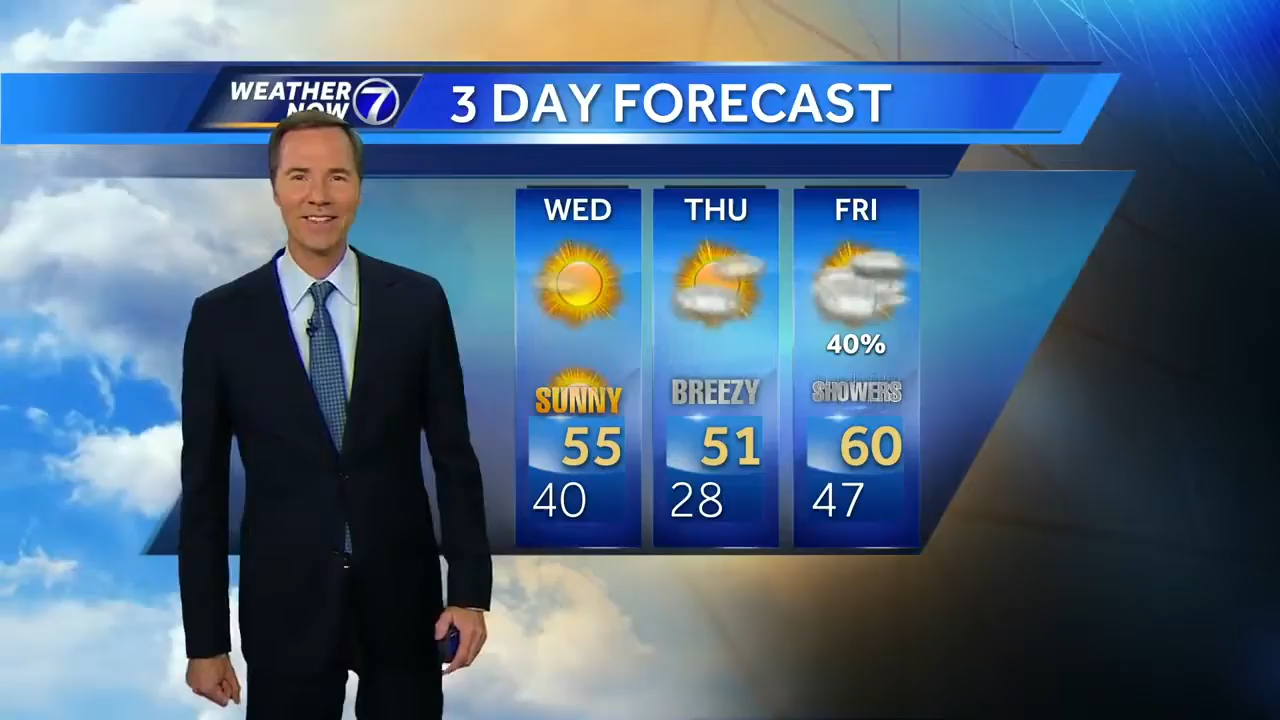 WEATHER
NOW 7
3 DAY FORECAST
WED
THU
FRI
40%
SUNNY
BREEZY
SHOWERS
55
51
60
40
28
47